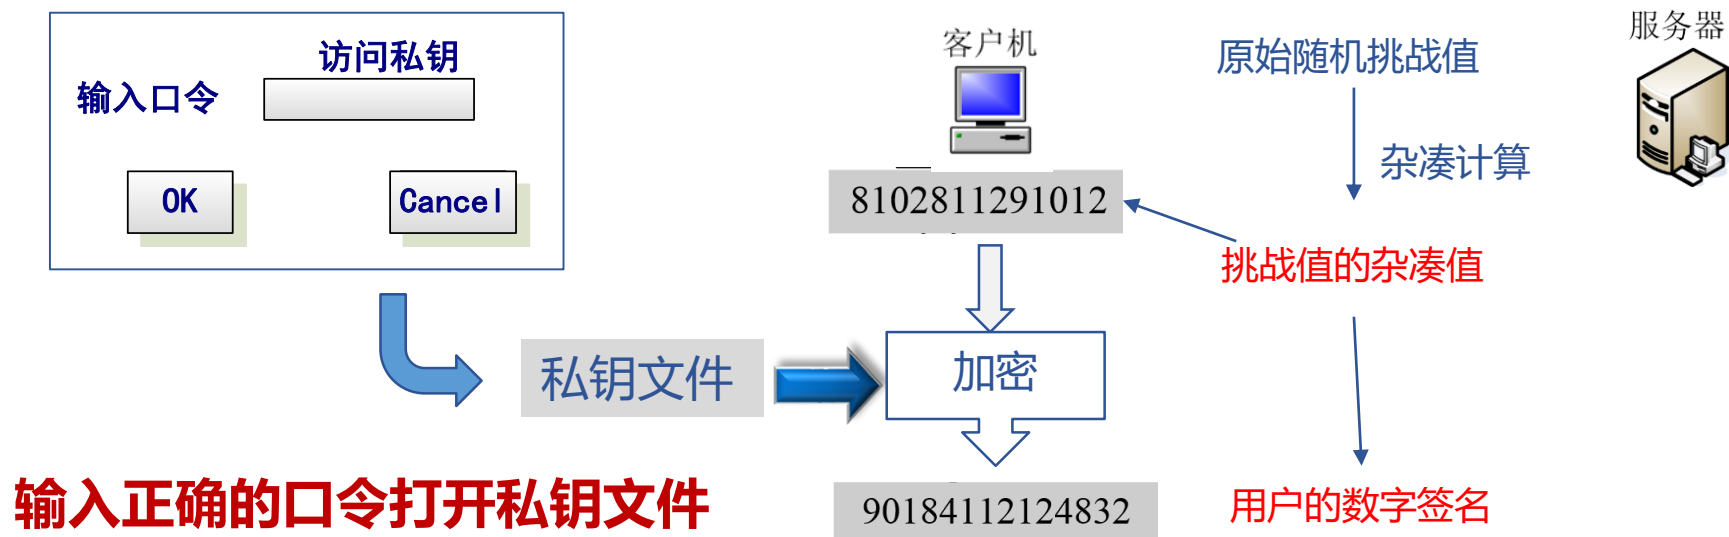 访问私钥
输入口令
OK
Cancel
客户机
原始随机挑战值
服务器
杂凑计算
8102811291012
挑战值的杂凑值
私钥文件
加密
输入正确的口令打开私钥文件
90184112124832
用户的数字签名